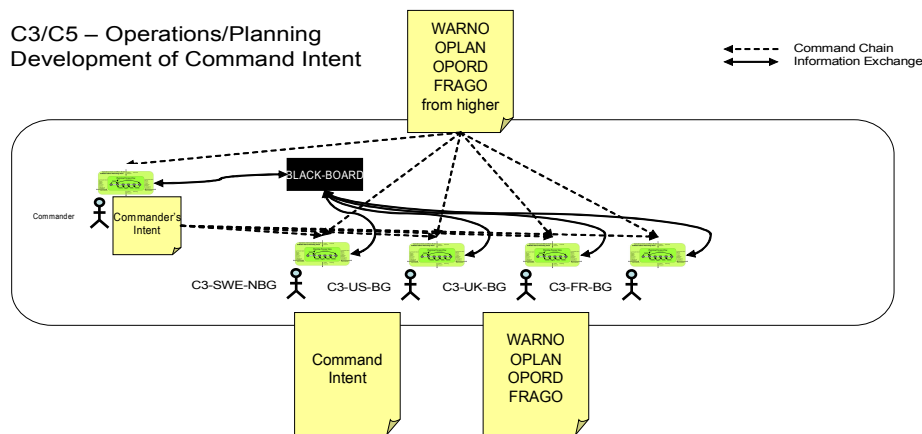 C3/C5 – Operations/Planning
Development of Command Intent
WARNO
OPLAN
OPORD
FRAGO
from higher
Command Chain
Information Exchange
BLACK-BOARD
Commander
Commander's
Intent
C3-SWE-NBG
C3-US-BG
C3-UK-BG
C3-FR-BG
Command
Intent
WARNO
OPLAN
OPORD
FRAGO